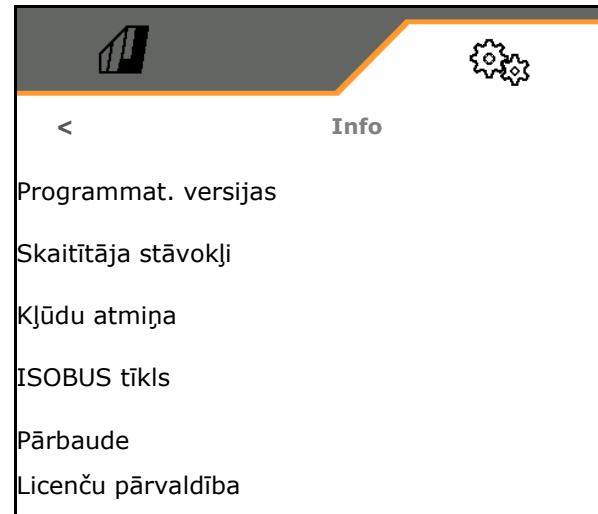 < Info
Programmat. versijas
Skaitītāja stāvokļi
Kļūdu atmiņa
ISOBUS tīkls
Pārbaude
Licenču pārvaldība